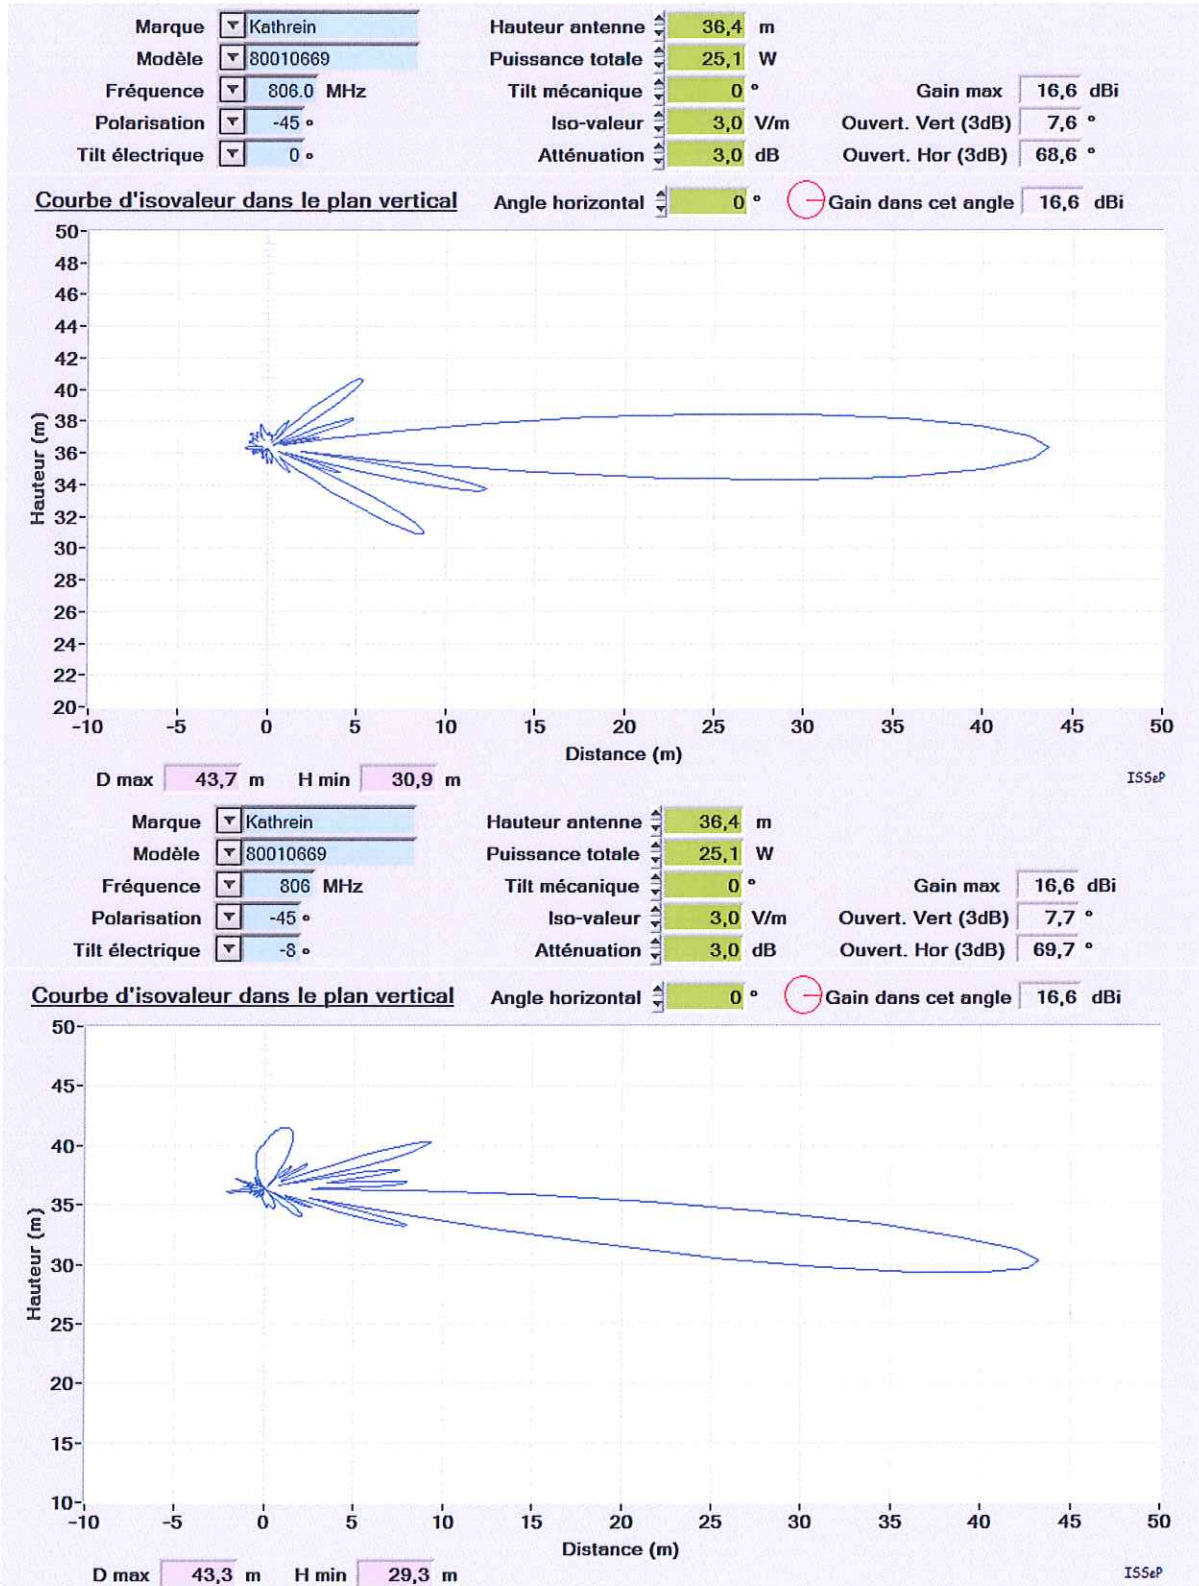 Marque Kathrein Hauteur antenne 36,4 m
Modèle 80010669 Puissance totale 25,1 W
Fréquence 806.0 MHz Tilt mécanique 0 ° Gain max 16,6 dBi
Polarisation -45 ° Iso-valeur 3,0 V/m Ouvert. Vert (3dB) 7,6 °
Tilt électrique 0 ° Atténuation 3,0 dB Ouvert. Hor (3dB) 68,6 °
Courbe d'isovaleur dans le plan vertical Angle horizontal 0 ° Gain dans cet angle 16,6 dBi
50
48
46
44
42
40
38
36
34
32
30
28
26
24
22
20
Hauteur (m)
-10 -5 0 5 10 15 20 25 30 35 40 45 50
Distance (m)
D max 43,7 m H min 30,9 m ISSeP
Marque Kathrein Hauteur antenne 36,4 m
Modèle 80010669 Puissance totale 25,1 W
Fréquence 806 MHz Tilt mécanique 0 ° Gain max 16,6 dBi
Polarisation -45 ° Iso-valeur 3,0 V/m Ouvert. Vert (3dB) 7,7 °
Tilt électrique -8 ° Atténuation 3,0 dB Ouvert. Hor (3dB) 69,7 °
Courbe d'isovaleur dans le plan vertical Angle horizontal 0 ° Gain dans cet angle 16,6 dBi
50
45
40
35
30
25
20
15
10
Hauteur (m)
-10 -5 0 5 10 15 20 25 30 35 40 45 50
Distance (m)
D max 43,3 m H min 29,3 m ISSeP